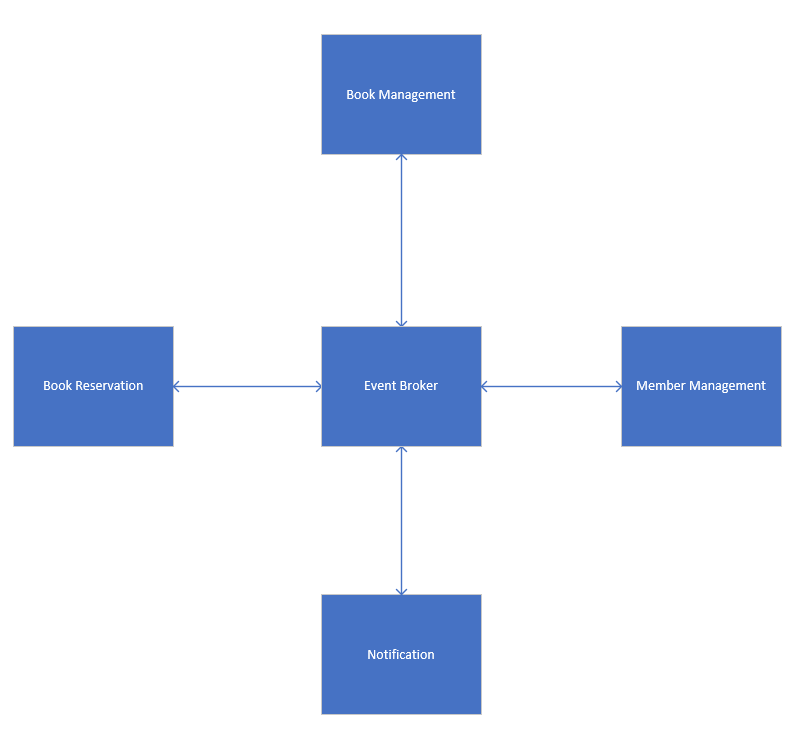 Book Management
Book Reservation
Event Broker
Member Management
Notification